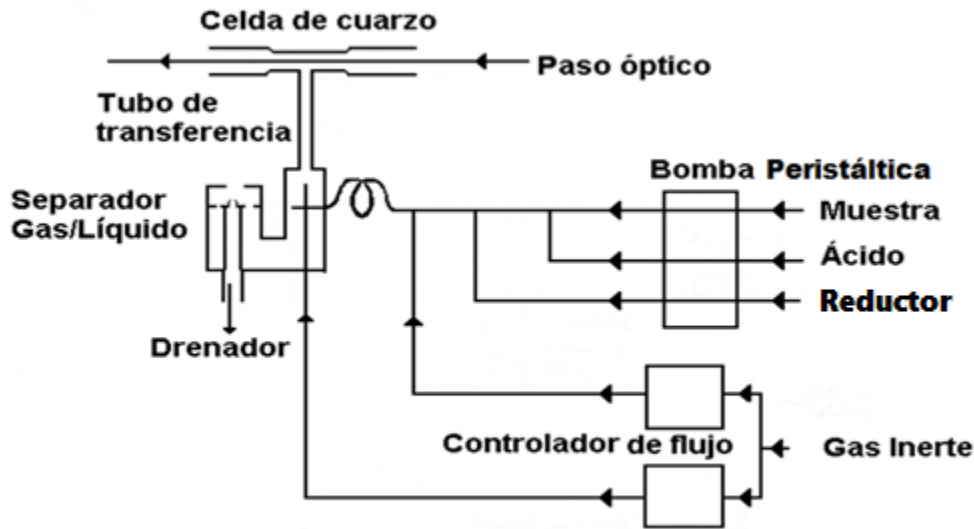 Celda de cuarzo
Paso óptico
Tubo de
transferencia
Bomba Peristáltica
Separador
Gas/Líquido
Muestra
Ácido
Reductor
Drenador
Controlador de flujo
Gas Inerte